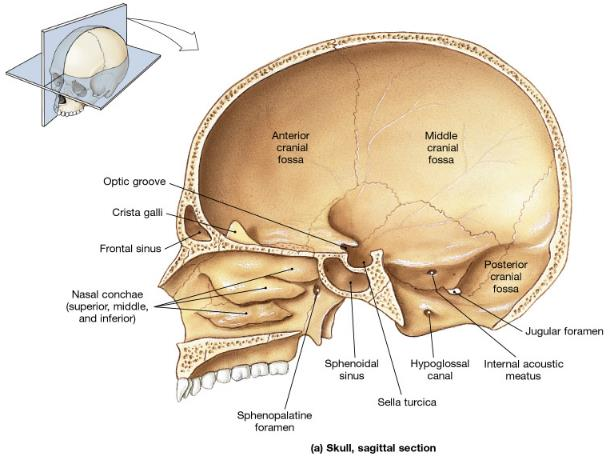 Anterior
cranial
fossa
Middle
cranial
fossa
Optic groove
Crista galli
Frontal sinus
Nasal conchae
(superior, middle,
and inferior)
Posterior
cranial
fossa
Jugular foramen
Sphenoidal
sinus
Hypoglossal
canal
Internal acoustic
meatus
Sella turcica
Sphenopalatine
foramen
(a) Skull, sagittal section